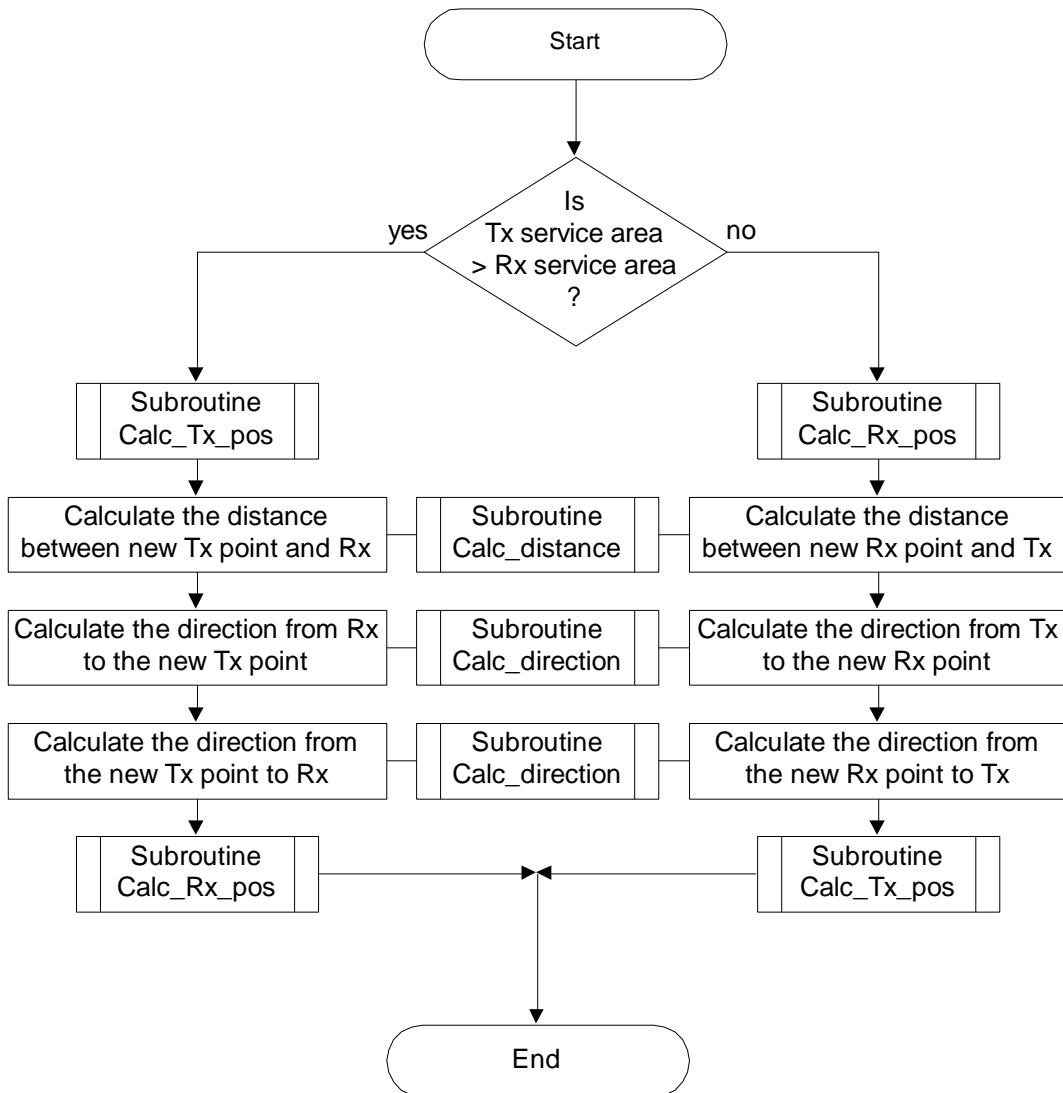 Start
Is
Tx service area
> Rx service area
?
yes
no
Subroutine
Calc_Tx_pos
Subroutine
Calc_Rx_pos
Calculate the distance
between new Tx point and Rx
Subroutine
Calc_distance
Calculate the distance
between new Rx point and Tx
Calculate the direction from Rx
to the new Tx point
Subroutine
Calc_direction
Calculate the direction from Tx
to the new Rx point
Calculate the direction from
the new Tx point to Rx
Subroutine
Calc_direction
Calculate the direction from
the new Rx point to Tx
Subroutine
Calc_Rx_pos
Subroutine
Calc_Tx_pos
End